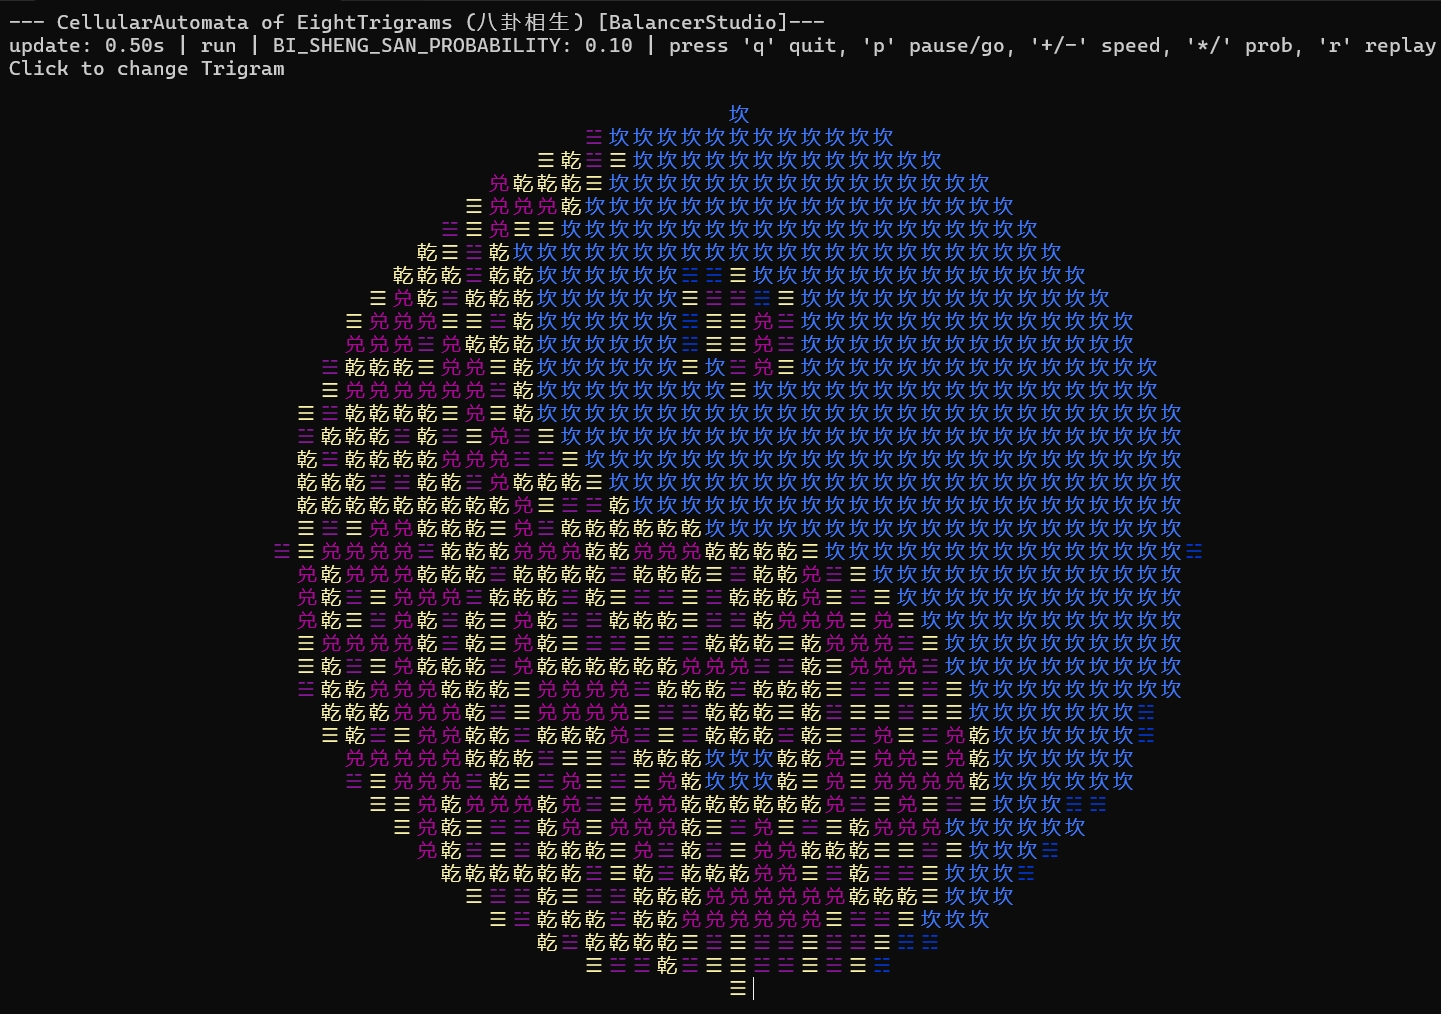 --- CellularAutomata of EightTrigrams (八卦相生) [BalancerStudio]---
update: 0.50s | run | BI_SHENG_SAN_PROBABILITY: 0.10 | press 'q' quit, 'p' pause/go, '+/-' speed, '*/' prob, 'r' replay
Click to change Trigram
坎
☱坎坎坎坎坎坎坎坎坎坎坎坎
☰乾☱☰坎坎坎坎坎坎坎坎坎坎坎坎坎
兑乾乾乾☰坎坎坎坎坎坎坎坎坎坎坎坎坎坎坎坎
☰兑兑兑乾坎坎坎坎坎坎坎坎坎坎坎坎坎坎坎坎坎坎
☱☰兑☰☰坎坎坎坎坎坎坎坎坎坎坎坎坎坎坎坎坎坎坎坎
乾☰☱乾坎坎坎坎坎坎坎坎坎坎坎坎坎坎坎坎坎坎坎坎坎坎坎
乾乾乾☱乾乾坎坎坎坎坎坎☵☵☰坎坎坎坎坎坎坎坎坎坎坎坎坎坎
☰兑乾☱乾乾乾坎坎坎坎坎坎☰☱☱☵☰坎坎坎坎坎坎坎坎坎坎坎坎坎
☰兑兑兑☰☰☱乾坎坎坎坎坎坎☵☰☰兑☱坎坎坎坎坎坎坎坎坎坎坎坎坎坎
兑兑兑☱兑乾乾乾坎坎坎坎坎坎☵☰☰兑☱坎坎坎坎坎坎坎坎坎坎坎坎坎坎
☱乾乾乾☰兑兑☰乾坎坎坎坎坎坎☰坎☱兑☰坎坎坎坎坎坎坎坎坎坎坎坎坎坎坎
☰兑兑兑兑兑兑☱乾坎坎坎坎坎坎坎坎☰坎坎坎坎坎坎坎坎坎坎坎坎坎坎坎坎坎
☰☱乾乾乾乾☰兑☰乾坎坎坎坎坎坎坎坎坎坎坎坎坎坎坎坎坎坎坎坎坎坎坎坎坎坎坎
☱乾乾乾☱乾☱☰兑☱☰坎坎坎坎坎坎坎坎坎坎坎坎坎坎坎坎坎坎坎坎坎坎坎坎坎坎
乾☱乾乾乾乾兑兑兑☱☱☰坎坎坎坎坎坎坎坎坎坎坎坎坎坎坎坎坎坎坎坎坎坎坎坎坎
乾乾乾☱☱乾乾☱兑乾乾乾☰坎坎坎坎坎坎坎坎坎坎坎坎坎坎坎坎坎坎坎坎坎坎坎坎
乾乾乾乾乾乾乾乾乾兑☰☱☱乾坎坎坎坎坎坎坎坎坎坎坎坎坎坎坎坎坎坎坎坎坎坎坎
☰☱☰兑兑乾乾乾☰兑☱乾乾乾乾乾乾坎坎坎坎坎坎坎坎坎坎坎坎坎坎坎坎坎坎坎坎
☱☰兑兑兑兑☱乾乾乾兑兑兑乾乾兑兑兑乾乾乾乾☰坎坎坎坎坎坎坎坎坎坎坎坎坎坎坎☵
兑乾兑兑兑乾乾乾☱乾乾乾乾☱乾乾乾☰☱乾乾兑☱☰坎坎坎坎坎坎坎坎坎坎坎坎坎
兑乾☱☰兑兑兑☱乾乾乾☱乾☰☱☱☰☱乾乾乾兑☰☱☰坎坎坎坎坎坎坎坎坎坎坎坎
兑乾☰☱兑乾☱乾☰兑乾☱☱乾乾乾☰☱☱乾兑兑兑☰兑☰坎坎坎坎坎坎坎坎坎坎坎
☰兑兑兑兑乾☱乾☰兑乾☰☱☱☰☱☱乾乾乾☰乾兑兑兑☱☰坎坎坎坎坎坎坎坎坎坎
☰乾☱☰兑乾乾乾☱兑乾乾乾乾乾乾兑兑兑☱☱乾☰兑兑兑☱坎坎坎坎坎坎坎坎坎坎
☱乾乾兑兑兑乾乾乾☰兑兑兑兑☱乾乾乾☱乾乾乾☰☱☱☰☱☰坎坎坎坎坎坎坎坎坎
乾乾乾兑兑兑乾☱☰兑兑兑兑☰☱☱乾乾乾☰乾☱☰☰☱☰☰坎坎坎坎坎坎坎☵
☰乾☱☰兑兑乾乾☱乾乾乾兑☱☰☱乾乾乾☱乾☱☰兑☰☱兑乾坎坎坎坎坎坎☵
兑兑兑兑兑乾乾乾☱☰☰☱乾乾乾坎坎坎乾乾兑☰兑兑☰兑乾坎坎坎坎坎坎
☱☰兑兑兑☱乾☰☱兑☰☱☰兑乾坎坎坎乾☰兑☰兑兑兑兑乾坎坎坎坎坎坎
☰☰兑乾兑兑兑乾兑☱☰兑兑乾乾乾乾乾乾兑☱☰兑☰☱☰坎坎坎☵☵
☰兑乾☰☱☱乾兑☰兑兑兑乾☰☱兑☰☱☰乾兑兑兑坎坎坎坎坎坎
兑乾☱☰☱乾乾乾☰兑☱乾☱☰兑兑乾乾乾☰☰☱☰坎坎坎☵
乾乾乾乾乾乾☱☰乾☱乾乾乾兑兑☰☱乾☱☱☰坎坎坎☵
☰☱☱乾☰☱☱乾乾乾兑兑兑兑兑兑乾乾乾☰坎坎坎
☰☱乾乾乾☱乾乾兑兑兑兑兑兑☰☱☱☰坎坎坎
乾☱乾乾乾乾☰☱☰☱☱☰☱☱☰☵☵
☰☱☱乾☱☰☰☱☱☰☱☰☵
☰